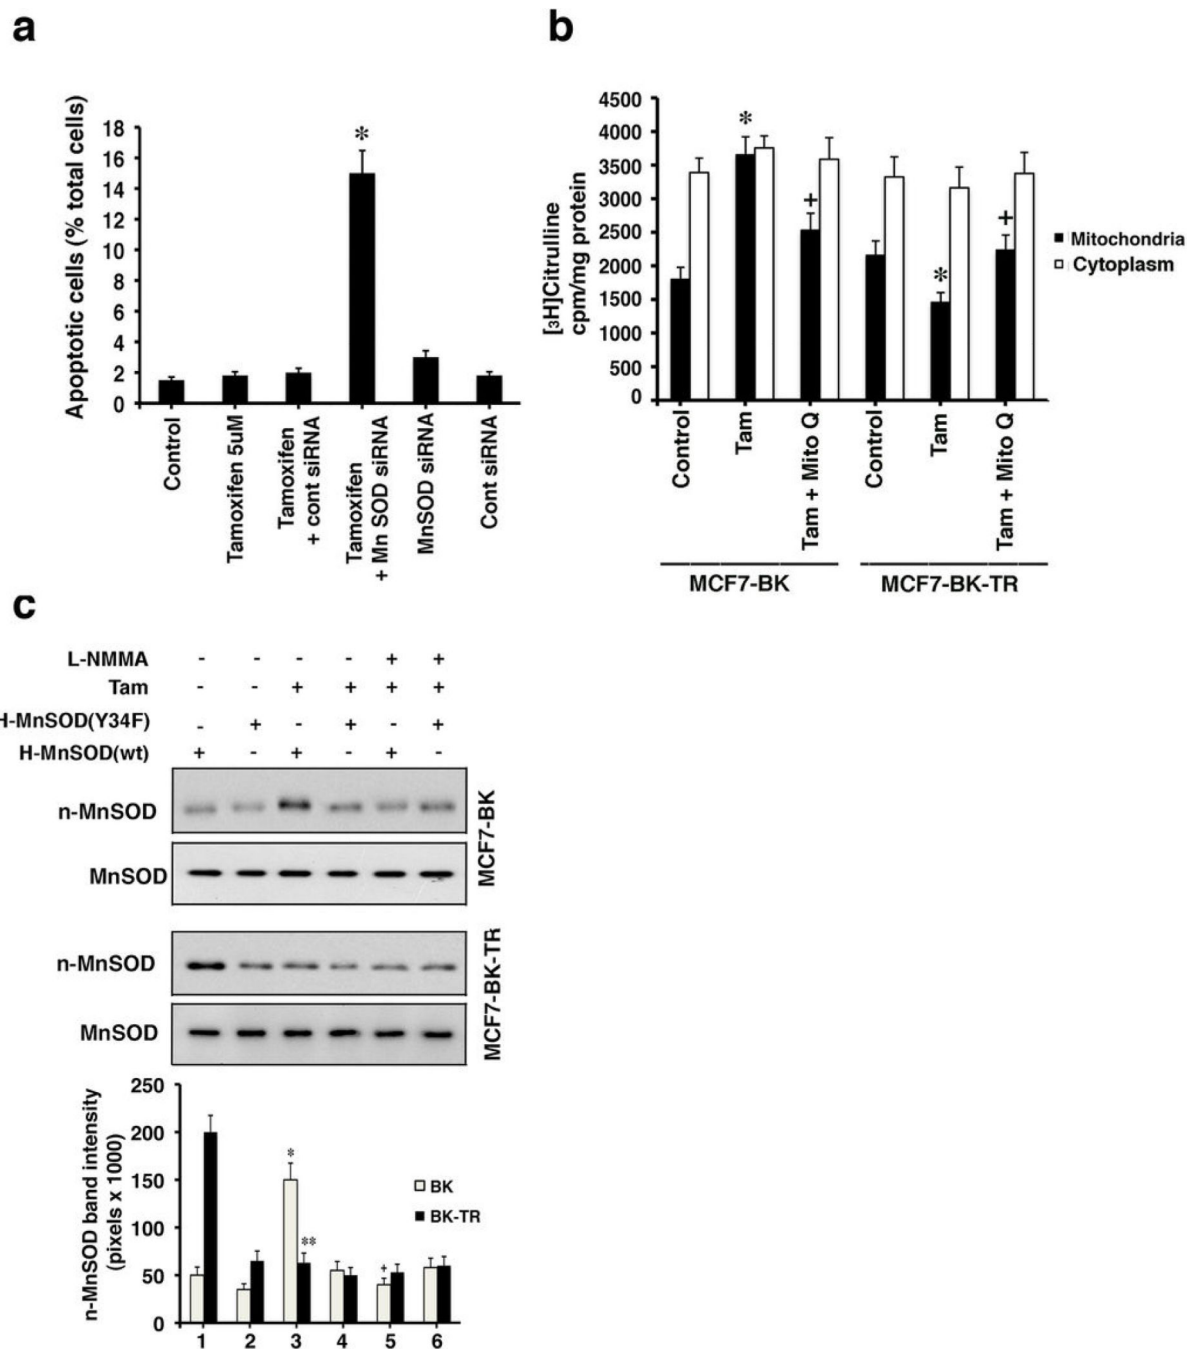 a
Apoptotic cells (% total cells)
18
16
14
12
10
8
6
4
2
0
*
Control
Tamoxifen 5uM
Tamoxifen
+ cont siRNA
Tamoxifen
+ Mn SOD siRNA
MnSOD siRNA
Cont siRNA
b
[3H]Citrulline
cpm/mg protein
4500
4000
3500
3000
2500
2000
1500
1000
500
0
*
+
*
+
Mitochondria
Cytoplasm
Control
Tam
Tam + Mito Q
Control
Tam
Tam + Mito Q
MCF7-BK
MCF7-BK-TR
c
L-NMMA - - - - + +
Tam - - + + + +
H-MnSOD(Y34F) - + - + - +
H-MnSOD(wt) + - + - + -
n-MnSOD
MnSOD
MCF7-BK
n-MnSOD
MnSOD
MCF7-BK-TR
n-MnSOD band intensity
(pixels x 1000)
250
200
150
100
50
0
*
**
+
BK
BK-TR
1 2 3 4 5 6